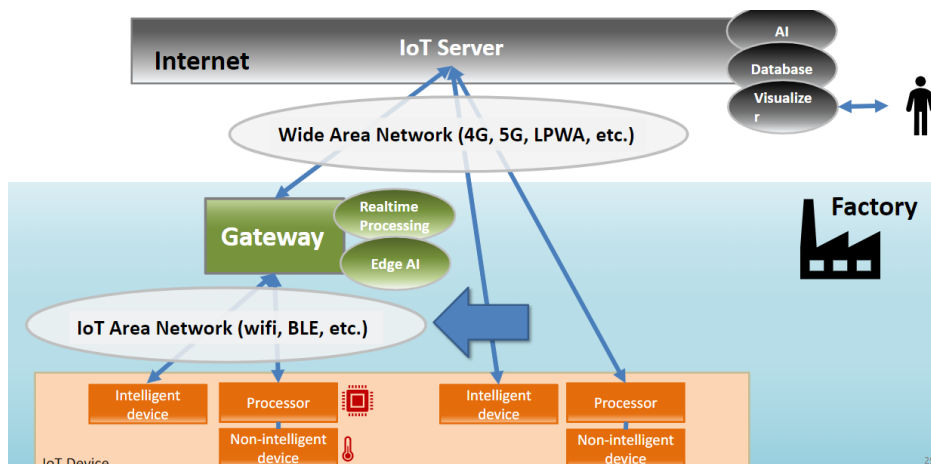 IoT Server
Internet
AI
Database
Visualize
r
Wide Area Network (4G, 5G, LPWA, etc.)
Factory
Gateway
Realtime
Processing
Edge AI
IoT Area Network (wifi, BLE, etc.)
Intelligent
device
Processor
Intelligent
device
Processor
Non-intelligent
device
Non-intelligent
device
IoT Device